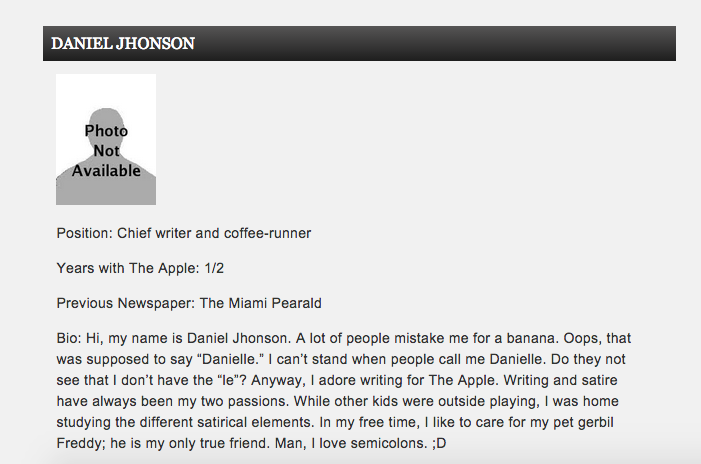 DANIEL JHONSON
Photo
Not
Available
Position: Chief writer and coffee-runner
Years with The Apple: 1/2
Previous Newspaper: The Miami Pearald
Bio: Hi, my name is Daniel Jhonson. A lot of people mistake me for a banana. Oops, that
was supposed to say “Danielle.” I can’t stand when people call me Danielle. Do they not
see that I don’t have the “le”? Anyway, I adore writing for The Apple. Writing and satire
have always been my two passions. While other kids were outside playing, I was home
studying the different satirical elements. In my free time, I like to care for my pet gerbil
Freddy; he is my only true friend. Man, I love semicolons. ;D